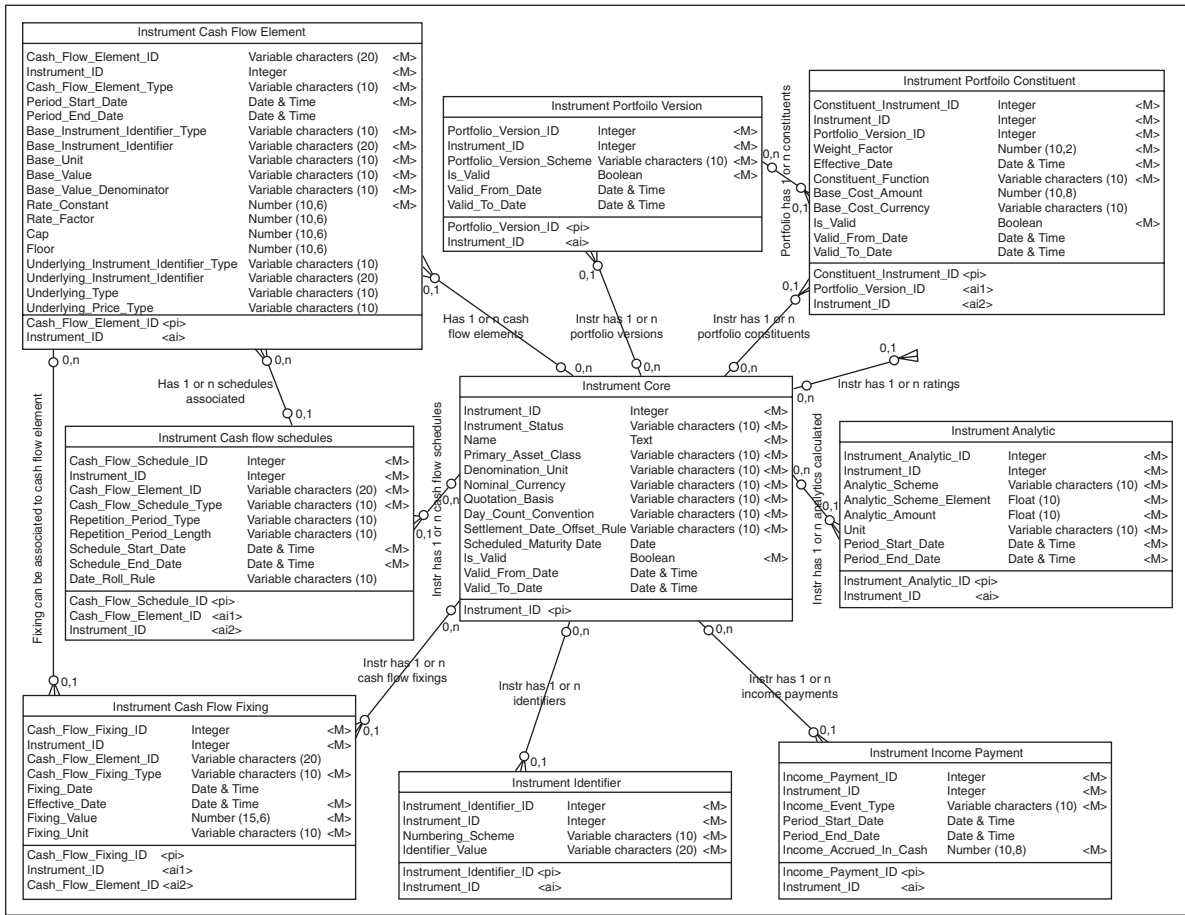 Instrument Cash Flow Element
Cash_Flow_Element_ID Variable characters (20) <M>
Instrument_ID Integer <M>
Cash_Flow_Element_Type Variable characters (10) <M>
Period_Start_Date Date & Time <M>
Period_End_Date Date & Time
Base_Instrument_Identifier_Type Variable characters (10) <M>
Base_Instrument_Identifier Variable characters (20) <M>
Base_Unit Variable characters (10) <M>
Base_Value Variable characters (10) <M>
Base_Value_Denominator Variable characters (10) <M>
Rate_Constant Number (10,6) <M>
Rate_Factor Number (10,6)
Cap Number (10,6)
Floor Number (10,6)
Underlying_Instrument_Identifier_Type Variable characters (10)
Underlying_Instrument_Identifier Variable characters (20)
Underlying_Type Variable characters (10)
Underlying_Price_Type Variable characters (10)
Cash_Flow_Element_ID <pi>
Instrument_ID <ai>
Instrument Portfoilo Version
Portfolio_Version_ID Integer <M>
Instrument_ID Integer <M>
Portfolio_Version_Scheme Variable characters (10) <M>
Is_Valid Boolean <M>
Valid_From_Date Date & Time
Valid_To_Date Date & Time
Portfolio_Version_ID <pi>
Instrument_ID <ai>
Portfolio has 1 or n constituents
0,n
0,1
Instrument Portfoilo Constituent
Constituent_Instrument_ID Integer <M>
Instrument_ID Integer <M>
Portfolio_Version_ID Integer <M>
Weight_Factor Number (10,2) <M>
Effective_Date Date & Time <M>
Constituent_Function Variable characters (10) <M>
Base_Cost_Amount Number (10,8)
Base_Cost_Currency Variable characters (10)
Is_Valid Boolean <M>
Valid_From_Date Date & Time
Valid_To_Date Date & Time
Constituent_Instrument_ID <pi>
Portfolio_Version_ID <ai1>
Instrument_ID <ai2>
0,1
Has 1 or n cash
flow elements
0,n
0,1
Instr has 1 or n
portfolio versions
0,n
0,1
Instr has 1 or n
portfolio constituents
0,n
0,1
Instr has 1 or n ratings
0,n
0,n
Has 1 or n schedules
associated
0,1
0,n
Fixing can be associated to cash flow element
0,1
Instrument Cash flow schedules
Cash_Flow_Schedule_ID Integer <M>
Instrument_ID Integer <M>
Cash_Flow_Element_ID Variable characters (20) <M>
Cash_Flow_Schedule_Type Variable characters (10) <M>
Repetition_Period_Type Variable characters (10)
Repetition_Period_Length Variable characters (10)
Schedule_Start_Date Date & Time <M>
Schedule_End_Date Date & Time <M>
Date_Roll_Rule Variable characters (10)
Cash_Flow_Schedule_ID <pi>
Cash_Flow_Element_ID <ai1>
Instrument_ID <ai2>
Instr has 1 or n cash flow schedules
0,n
0,1
Instrument Core
Instrument_ID Integer <M>
Instrument_Status Variable characters (10) <M>
Name Text <M>
Primary_Asset_Class Variable characters (10) <M>
Denomination_Unit Variable characters (10) <M>
Nominal_Currency Variable characters (10) <M>
Quotation_Basis Variable characters (10) <M>
Day_Count_Convention Variable characters (10) <M>
Settlement_Date_Offset_Rule Variable characters (10) <M>
Scheduled_Maturity Date Date
Is_Valid Boolean <M>
Valid_From_Date Date & Time
Valid_To_Date Date & Time
Instrument_ID <pi>
Instr has 1 or n analytics calculated
0,n
0,1
Instrument Analytic
Instrument_Analytic_ID Integer <M>
Instrument_ID Integer <M>
Analytic_Scheme Variable characters (10) <M>
Analytic_Scheme_Element Float (10) <M>
Analytic_Amount Float (10) <M>
Unit Variable characters (10) <M>
Period_Start_Date Date & Time <M>
Period_End_Date Date & Time <M>
Instrument_Analytic_ID <pi>
Instrument_ID <ai>
0,n
Instr has 1 or n
cash flow fixings
0,1
0,n
Instr has 1 or n
identifiers
0,1
0,n
Instr has 1 or n
income payments
0,1
Instrument Cash Flow Fixing
Cash_Flow_Fixing_ID Integer <M>
Instrument_ID Integer <M>
Cash_Flow_Element_ID Variable characters (20)
Cash_Flow_Fixing_Type Variable characters (10) <M>
Fixing_Date Date & Time
Effective_Date Date & Time <M>
Fixing_Value Number (15,6) <M>
Fixing_Unit Variable characters (10) <M>
Cash_Flow_Fixing_ID <pi>
Instrument_ID <ai1>
Cash_Flow_Element_ID <ai2>
Instrument Identifier
Instrument_Identifier_ID Integer <M>
Instrument_ID Integer <M>
Numbering_Scheme Variable characters (10) <M>
Identifier_Value Variable characters (20) <M>
Instrument_Identifier_ID <pi>
Instrument_ID <ai>
Instrument Income Payment
Income_Payment_ID Integer <M>
Instrument_ID Integer <M>
Income_Event_Type Variable characters (10) <M>
Period_Start_Date Date & Time
Period_End_Date Date & Time
Income_Accrued_In_Cash Number (10,8) <M>
Income_Payment_ID <pi>
Instrument_ID <ai>